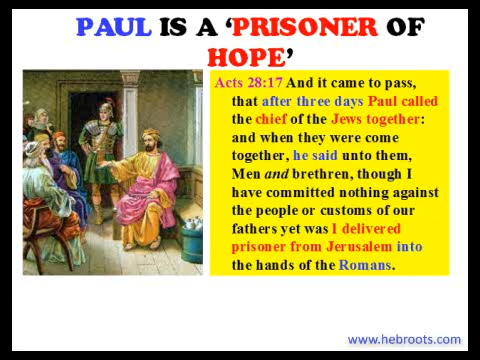 PAUL IS A ‘PRISONER OF
HOPE’
Acts 28:17 And it came to pass,
that after three days Paul called
the chief of the Jews together:
and when they were come
together, he said unto them,
Men and brethren, though I
have committed nothing against
the people or customs of our
fathers yet was I delivered
prisoner from Jerusalem into
the hands of the Romans.
www.hebroots.com